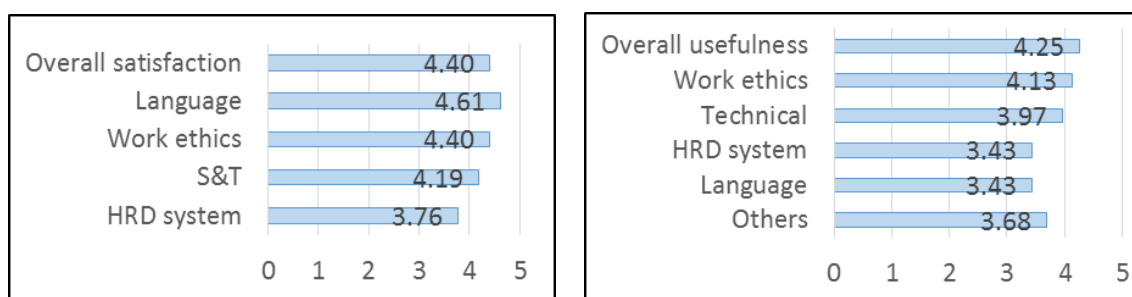 Overall satisfaction 4.40
Language 4.61
Work ethics 4.40
S&T 4.19
HRD system 3.76
0 1 2 3 4 5
Overall usefulness 4.25
Work ethics 4.13
Technical 3.97
HRD system 3.43
Language 3.43
Others 3.68
0 1 2 3 4 5